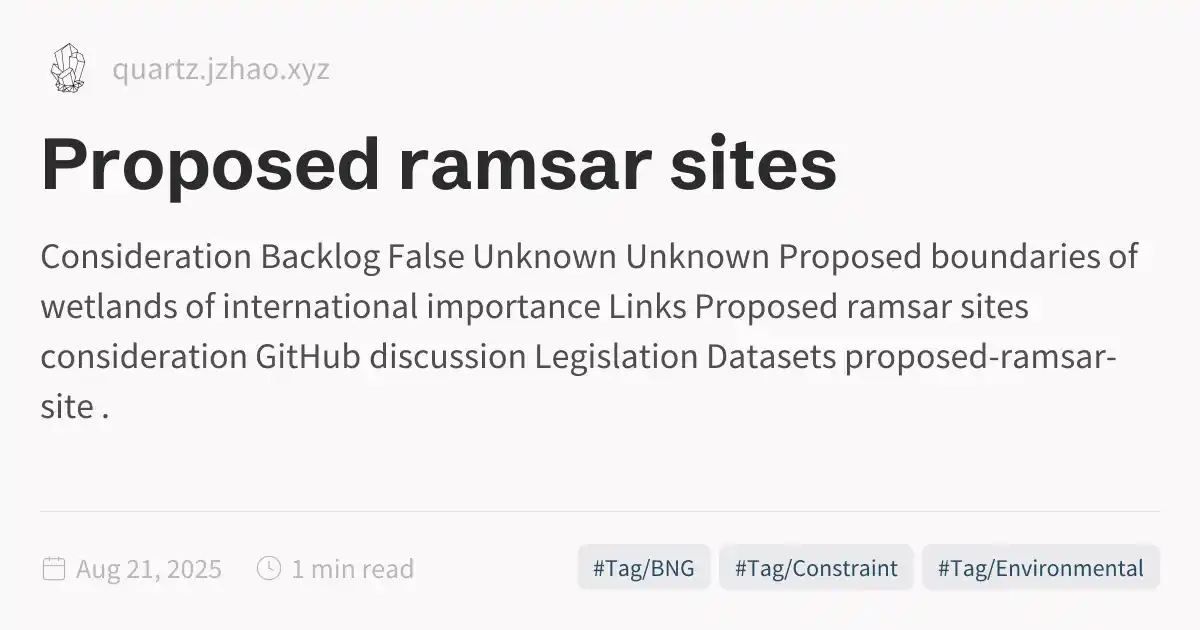 quartz.jzhao.xyz
Proposed ramsar sites
Consideration Backlog False Unknown Unknown Proposed boundaries of
wetlands of international importance Links Proposed ramsar sites
consideration GitHub discussion Legislation Datasets proposed-ramsar-
site .
Aug 21, 2025 1 min read #Tag/BNG #Tag/Constraint #Tag/Environmental